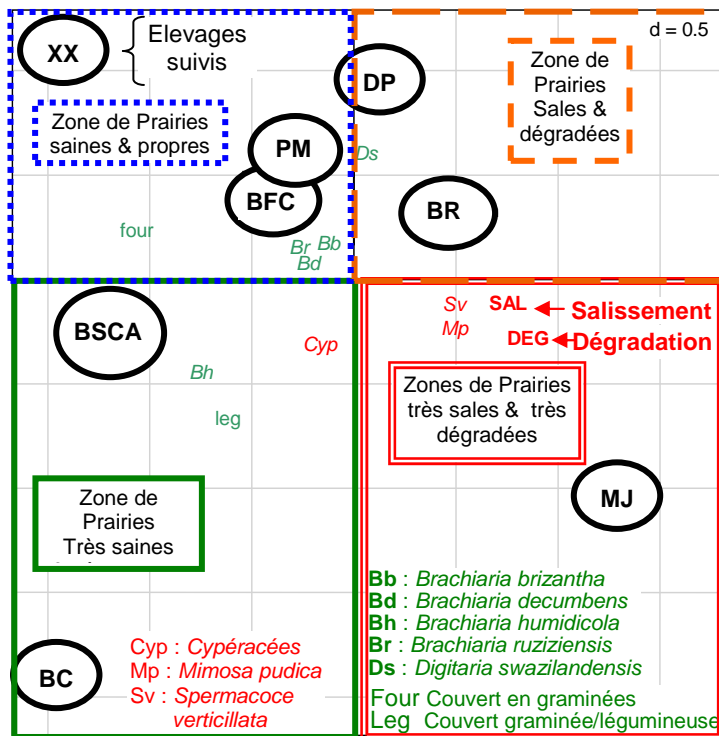 XX
Elevages
suivis
Zone de Prairies
saines & propres
PM
BFC
four
Br
Bb
Bd
d = 0.5
DP
Zone de
Prairies
Sales &
dégradées
Ds
BR
BSCA
Cyp
Bh
leg
Zone de
Prairies
Très saines
BC
Cyp : Cypéracées
Mp : Mimosa pudica
Sv : Spermacoce
verticillata
Sv
SAL
Salissement
Mp
DEG
Dégradation
Zones de Prairies
très sales & très
dégradées
MJ
Bb : Brachiaria brizantha
Bd : Brachiaria decumbens
Bh : Brachiaria humidicola
Br : Brachiaria ruziziensis
Ds : Digitaria swazilandensis
Four Couvert en graminées
Leg Couvert graminée/légumineuse